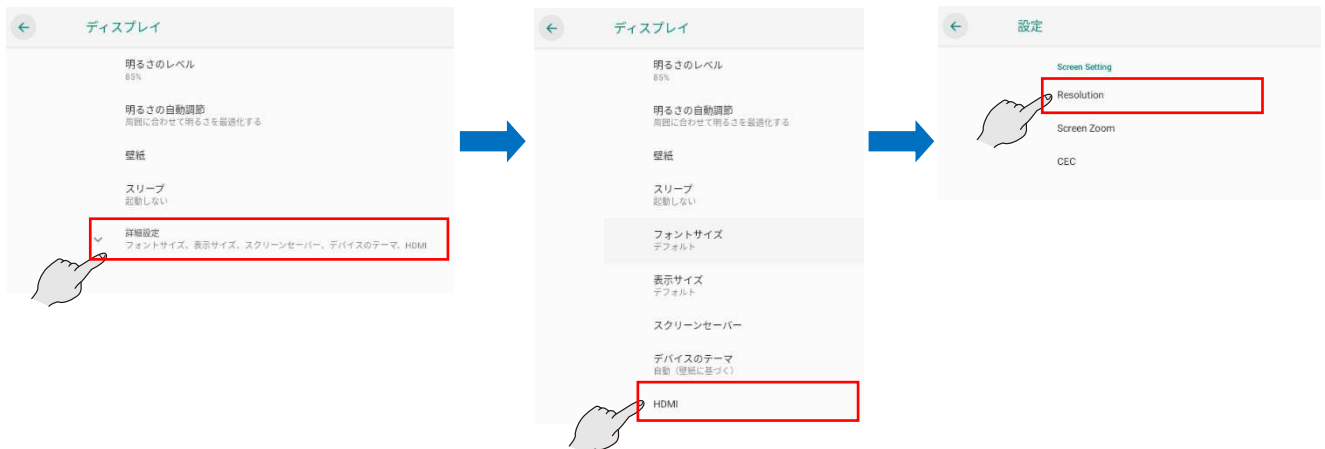 ディスプレイ
明るさのレベル
85%
明るさの自動調節
周囲に合わせて明るさを最適化する
壁紙
スリープ
起動しない
詳細設定
フォントサイズ、表示サイズ、スクリーンセーバー、デバイスのテーマ、HDMI
ディスプレイ
明るさのレベル
85%
明るさの自動調節
周囲に合わせて明るさを最適化する
壁紙
スリープ
起動しない
フォントサイズ
デフォルト
表示サイズ
デフォルト
スクリーンセーバー
デバイスのテーマ
自動（壁紙に基づく）
HDMI
設定
Screen Setting
Resolution
Screen Zoom
CEC